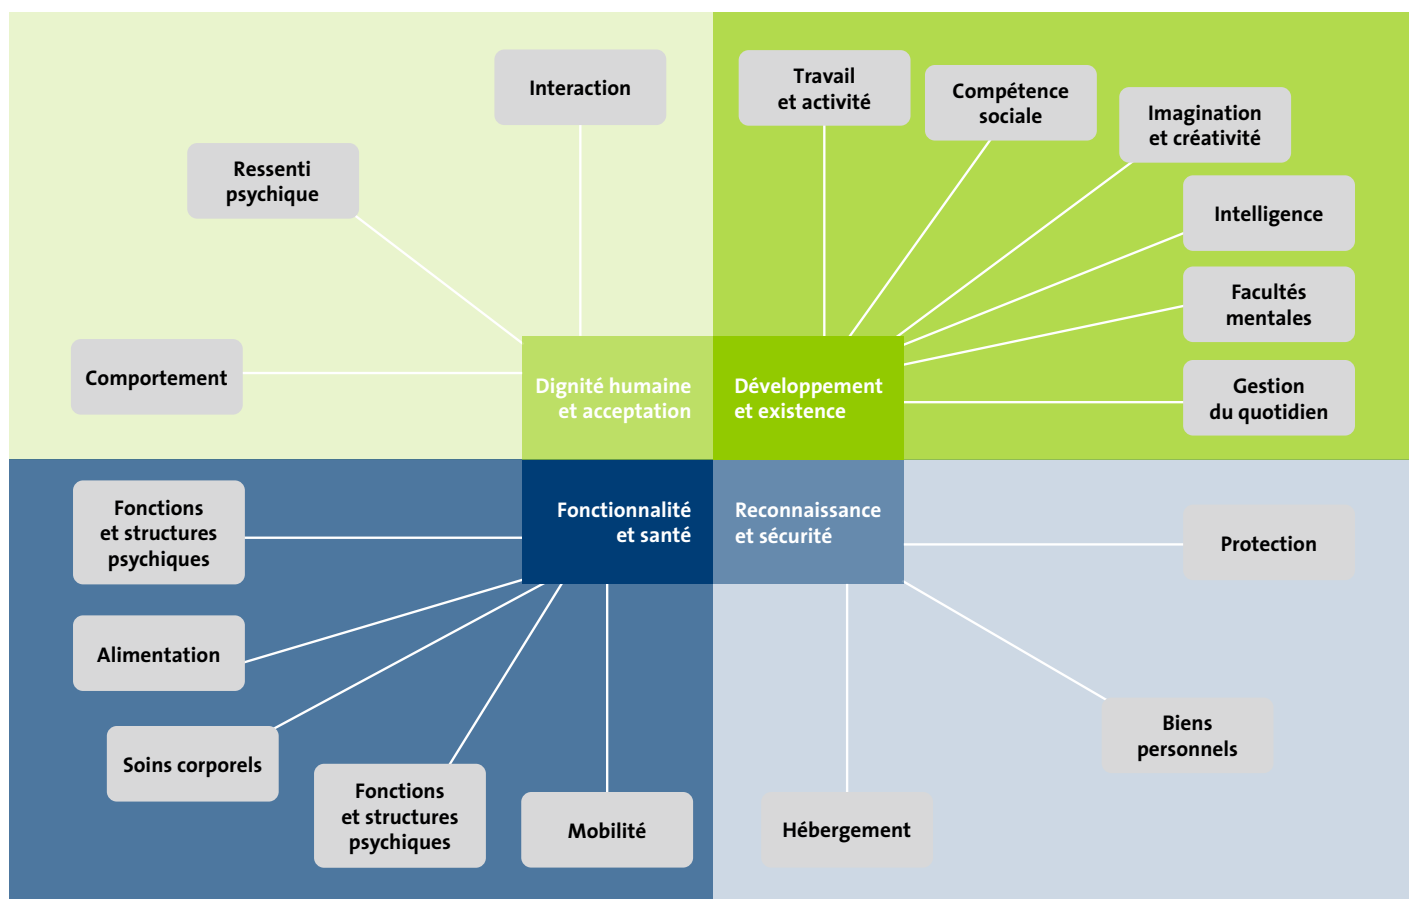 Interaction
Ressenti
psychique
Comportement
Dignité humaine
et acceptation
Travail
et activité
Compétence
sociale
Imagination
et créativité
Intelligence
Facultés
mentales
Gestion
du quotidien
Développement
et existence
Fonctionnalité
et santé
Fonctions
et structures
psychiques
Alimentation
Soins corporels
Fonctions
et structures
psychiques
Mobilité
Reconnaissance
et sécurité
Protection
Biens
personnels
Hébergement